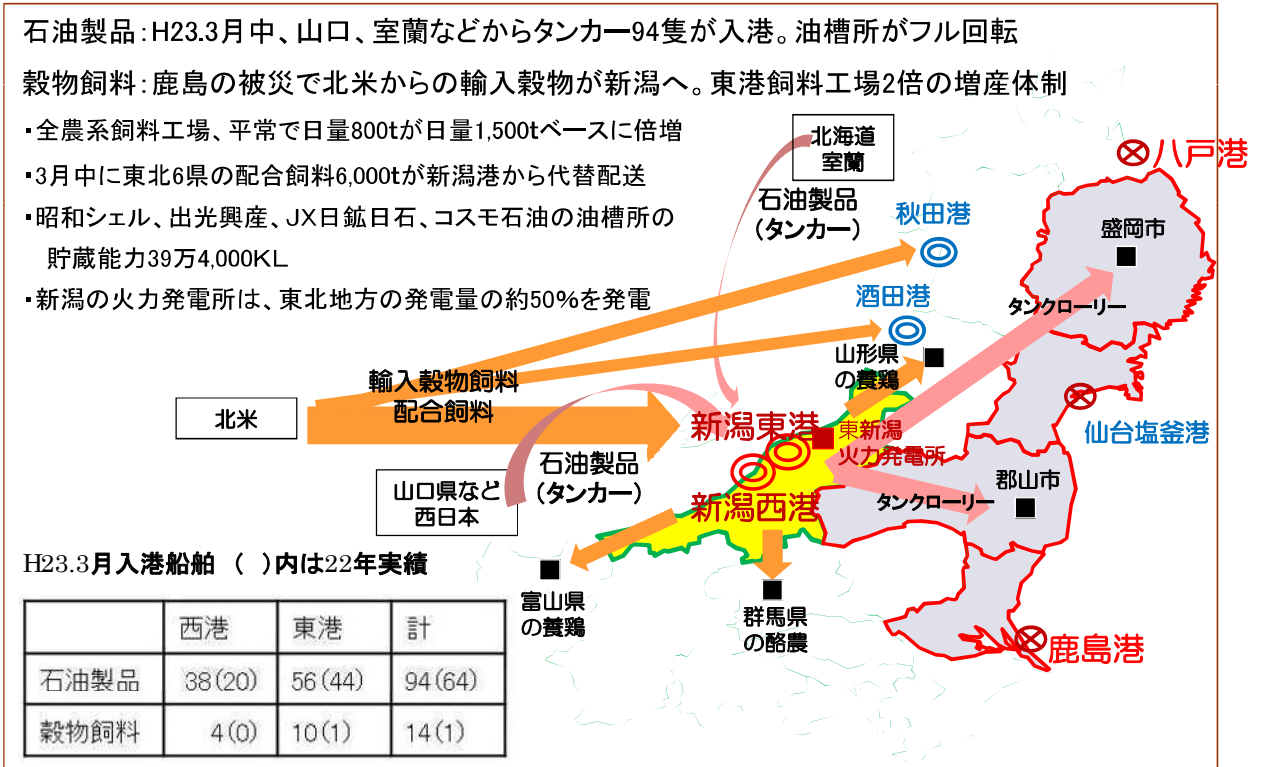 石油製品：H23.3月中、山口、室蘭などからタンカー94隻が入港。油槽所がフル回転
穀物飼料：鹿島の被災で北米からの輸入穀物が新潟へ。東港飼料工場2倍の増産体制
・全農系飼料工場、平常で日量800tが日量1,500tベースに倍増
・3月中に東北6県の配合飼料6,000tが新潟港から代替配送
・昭和シェル、出光興産、JX日鉱日石、コスモ石油の油槽所の
貯蔵能力39万4,000KL
・新潟の火力発電所は、東北地方の発電量の約50%を発電
北海道
室蘭
石油製品
（タンカー）
秋田港
酒田港
八戸港
盛岡市
タンクローリー
山形県
の養鶏
輸入穀物飼料
配合飼料
北米
新潟東港
東新潟
火力発電所
仙台塩釜港
石油製品
（タンカー）
山口県など
西日本
新潟西港
タンクローリー
郡山市
富山県
の養鶏
群馬県
の酪農
鹿島港
H23.3月入港船舶 （ ）内は22年実績
西港 東港 計
石油製品 38(20) 56(44) 94(64)
穀物飼料 4(0) 10(1) 14(1)